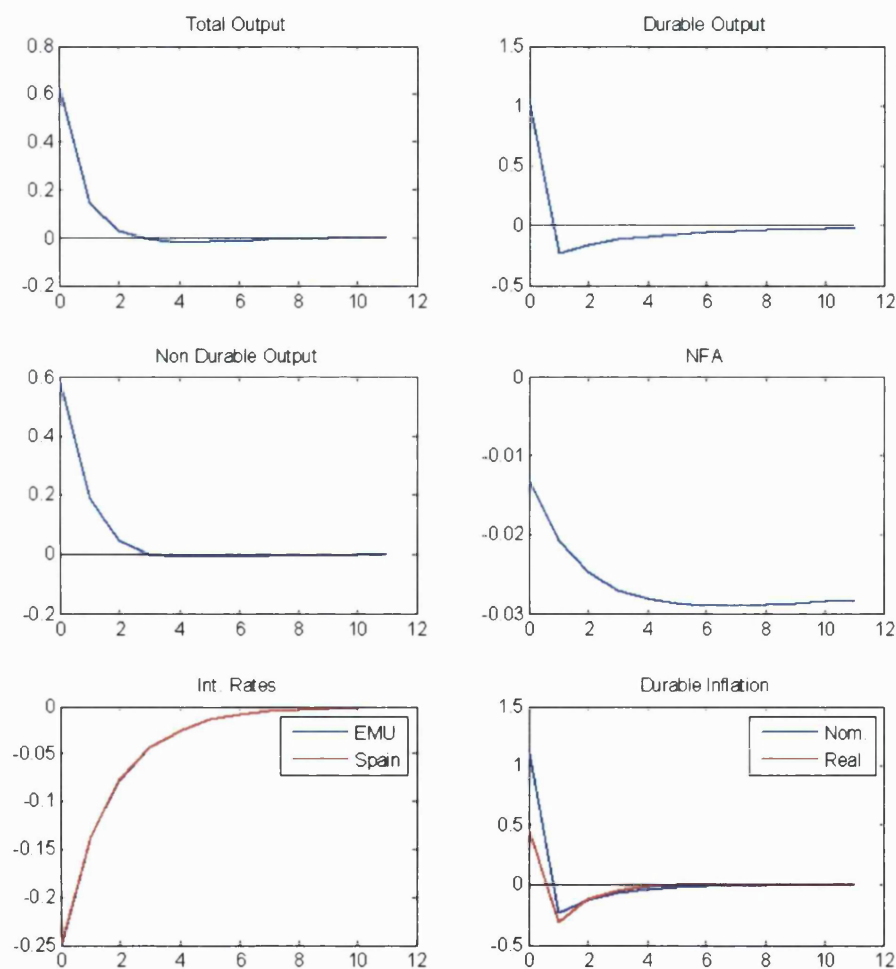 Total Output
0.8
0.6
0.4
0.2
0
-0.2
0 2 4 6 8 10 12
Durable Output
1.5
1
0.5
0
-0.5
0 2 4 6 8 10 12
Non Durable Output
0.6
0.4
0.2
0
-0.2
0 2 4 6 8 10 12
NFA
0
-0.01
-0.02
-0.03
0 2 4 6 8 10 12
Int. Rates
0
-0.05
-0.1
-0.15
-0.2
-0.25
0 2 4 6 8 10 12
EMU
Spain
Durable Inflation
1.5
1
0.5
0
-0.5
0 2 4 6 8 10 12
Nom.
Real